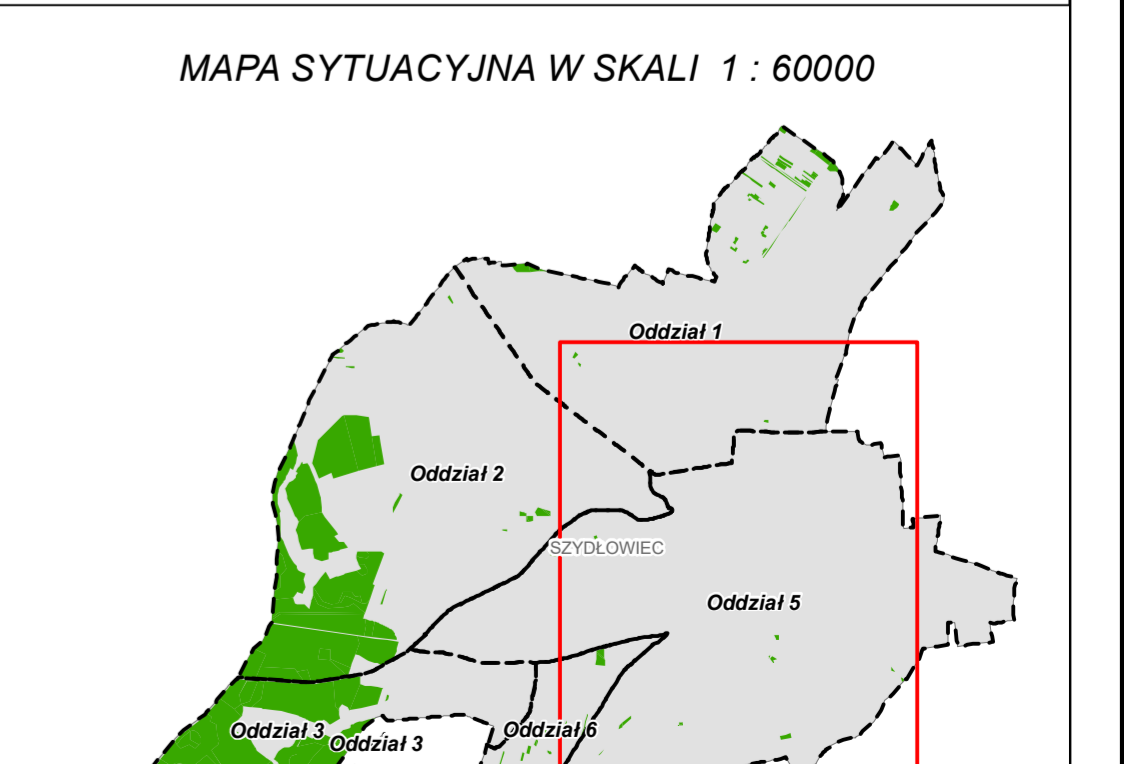 MAPA SYTUACYJNA W SKALI 1 : 60000
Oddział 1
Oddział 2
SZYDŁOWIEC
Oddział 5
Oddział 3
Oddział 3
Oddział 6